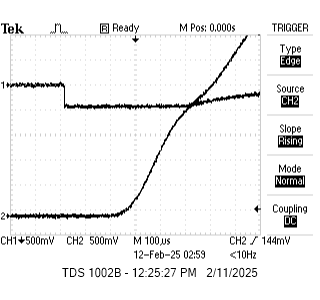 Tek
R Ready
M Pos: 0.000s
TRIGGER
Type
Edge
Source
CH2
Slope
Rising
Mode
Normal
Coupling
DC
1
2
CH1 500mV
CH2 500mV
M 100µs
CH2 144mV
12-Feb-25 02:59
<10Hz
TDS 1002B - 12:25:27 PM 2/11/2025